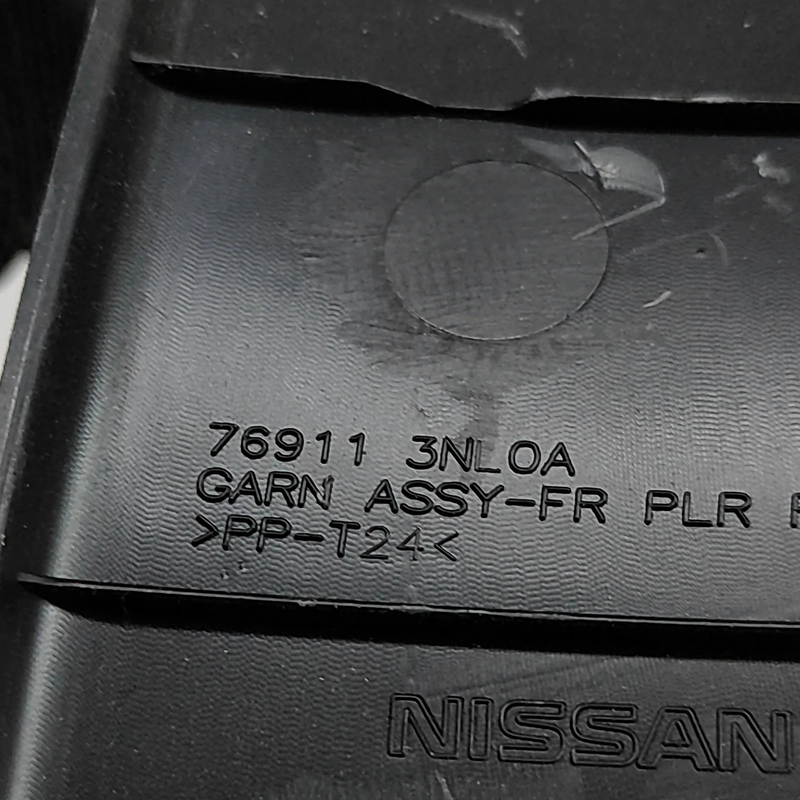 76911 3NL0A
GARN ASSY-FR PLR
>PP-T24<
NISSAN